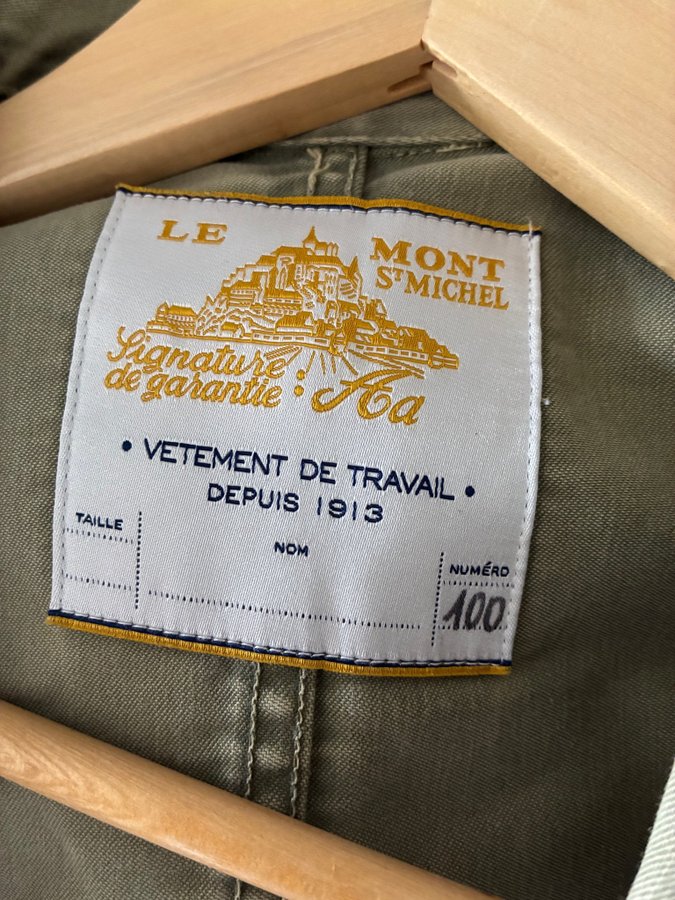 LE MONT
ST MICHEL
Signature
de garantie : Aa
• VETEMENT DE TRAVAIL •
DEPUIS 1913
TAILLE
NOM
NUMÉRO
100